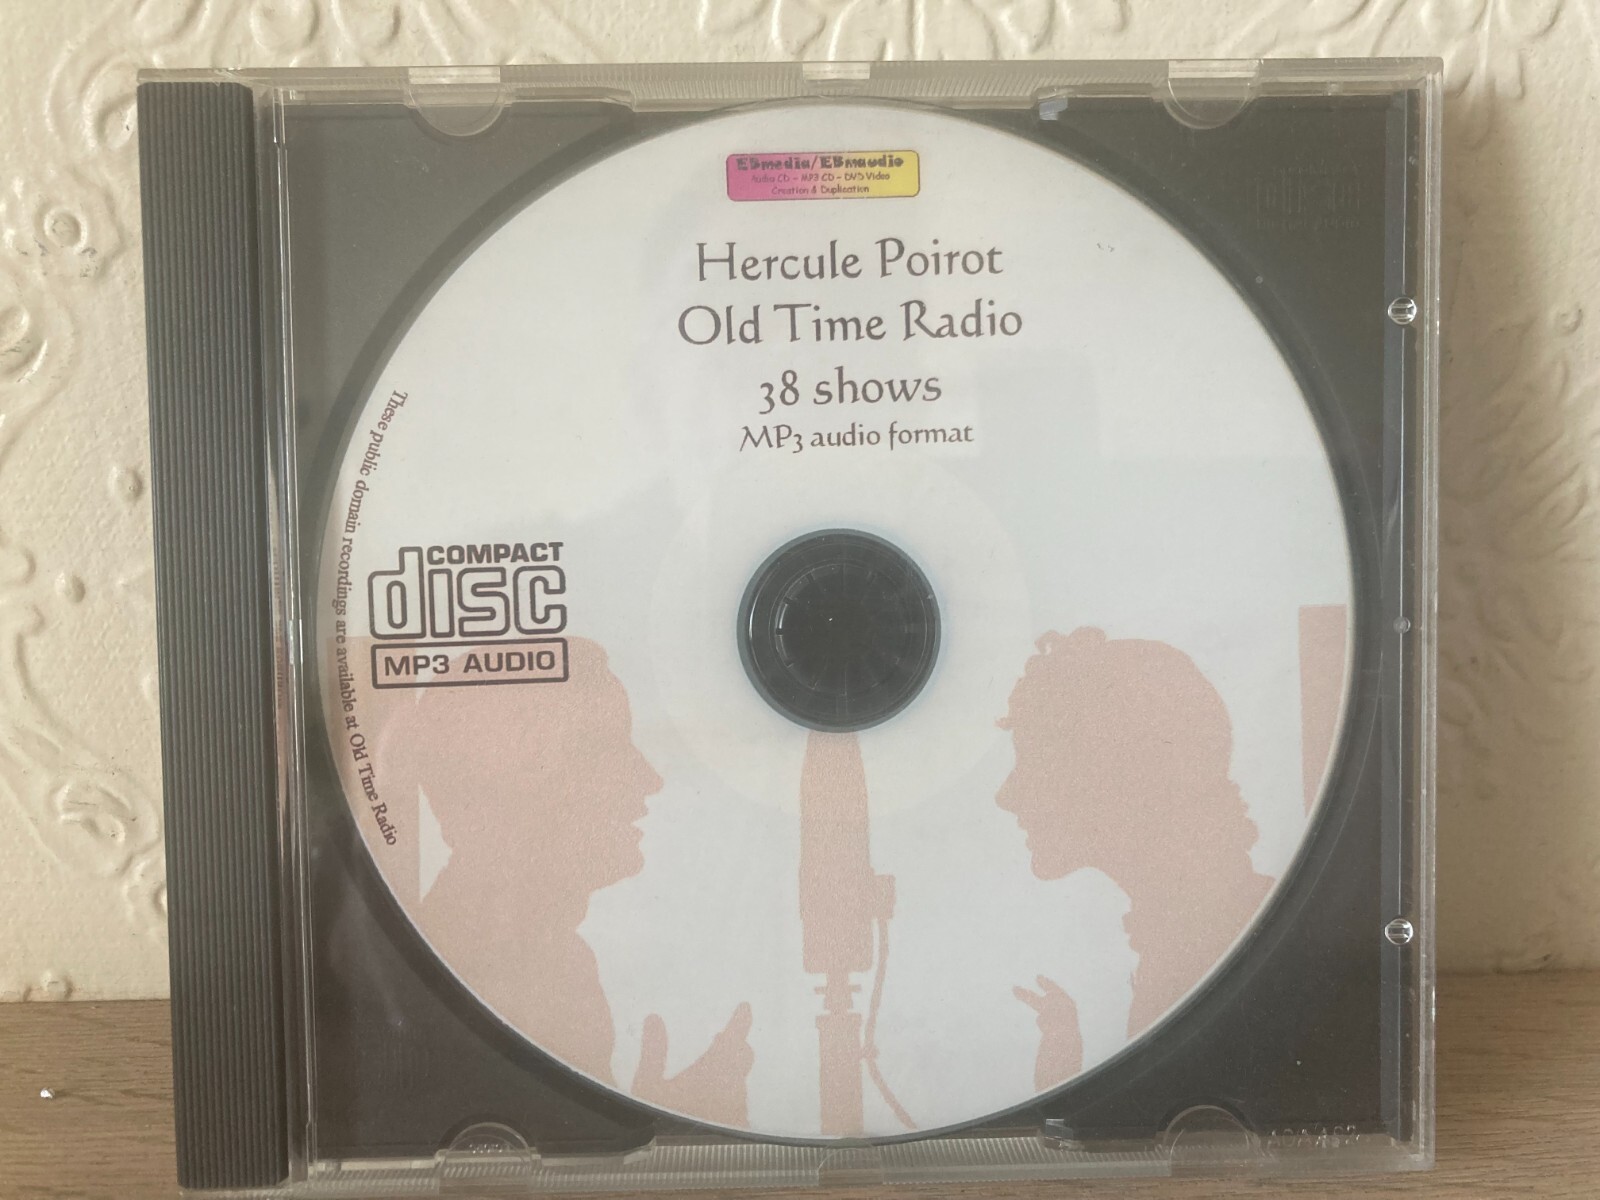 EBmedia/EBmaudio
Audio CD - MP3 CD - DVD Video
Creation & Duplication
Hercule Poirot
Old Time Radio
38 shows
MP3 audio format
COMPACT
disc
MP3 AUDIO
These public domain recordings are available at Old Time Radio